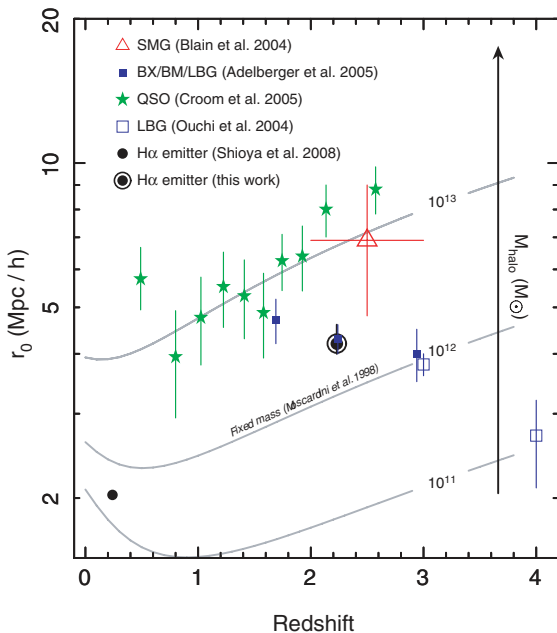 20
10
5
2
r₀ (Mpc / h)
SMG (Blain et al. 2004)
BX/BM/LBG (Adelberger et al. 2005)
QSO (Croom et al. 2005)
LBG (Ouchi et al. 2004)
Hα emitter (Shioya et al. 2008)
Hα emitter (this work)
10¹³
M_halo (M☉)
10¹²
Fixed mass (Moscardni et al. 1998)
10¹¹
0 1 2 3 4
Redshift